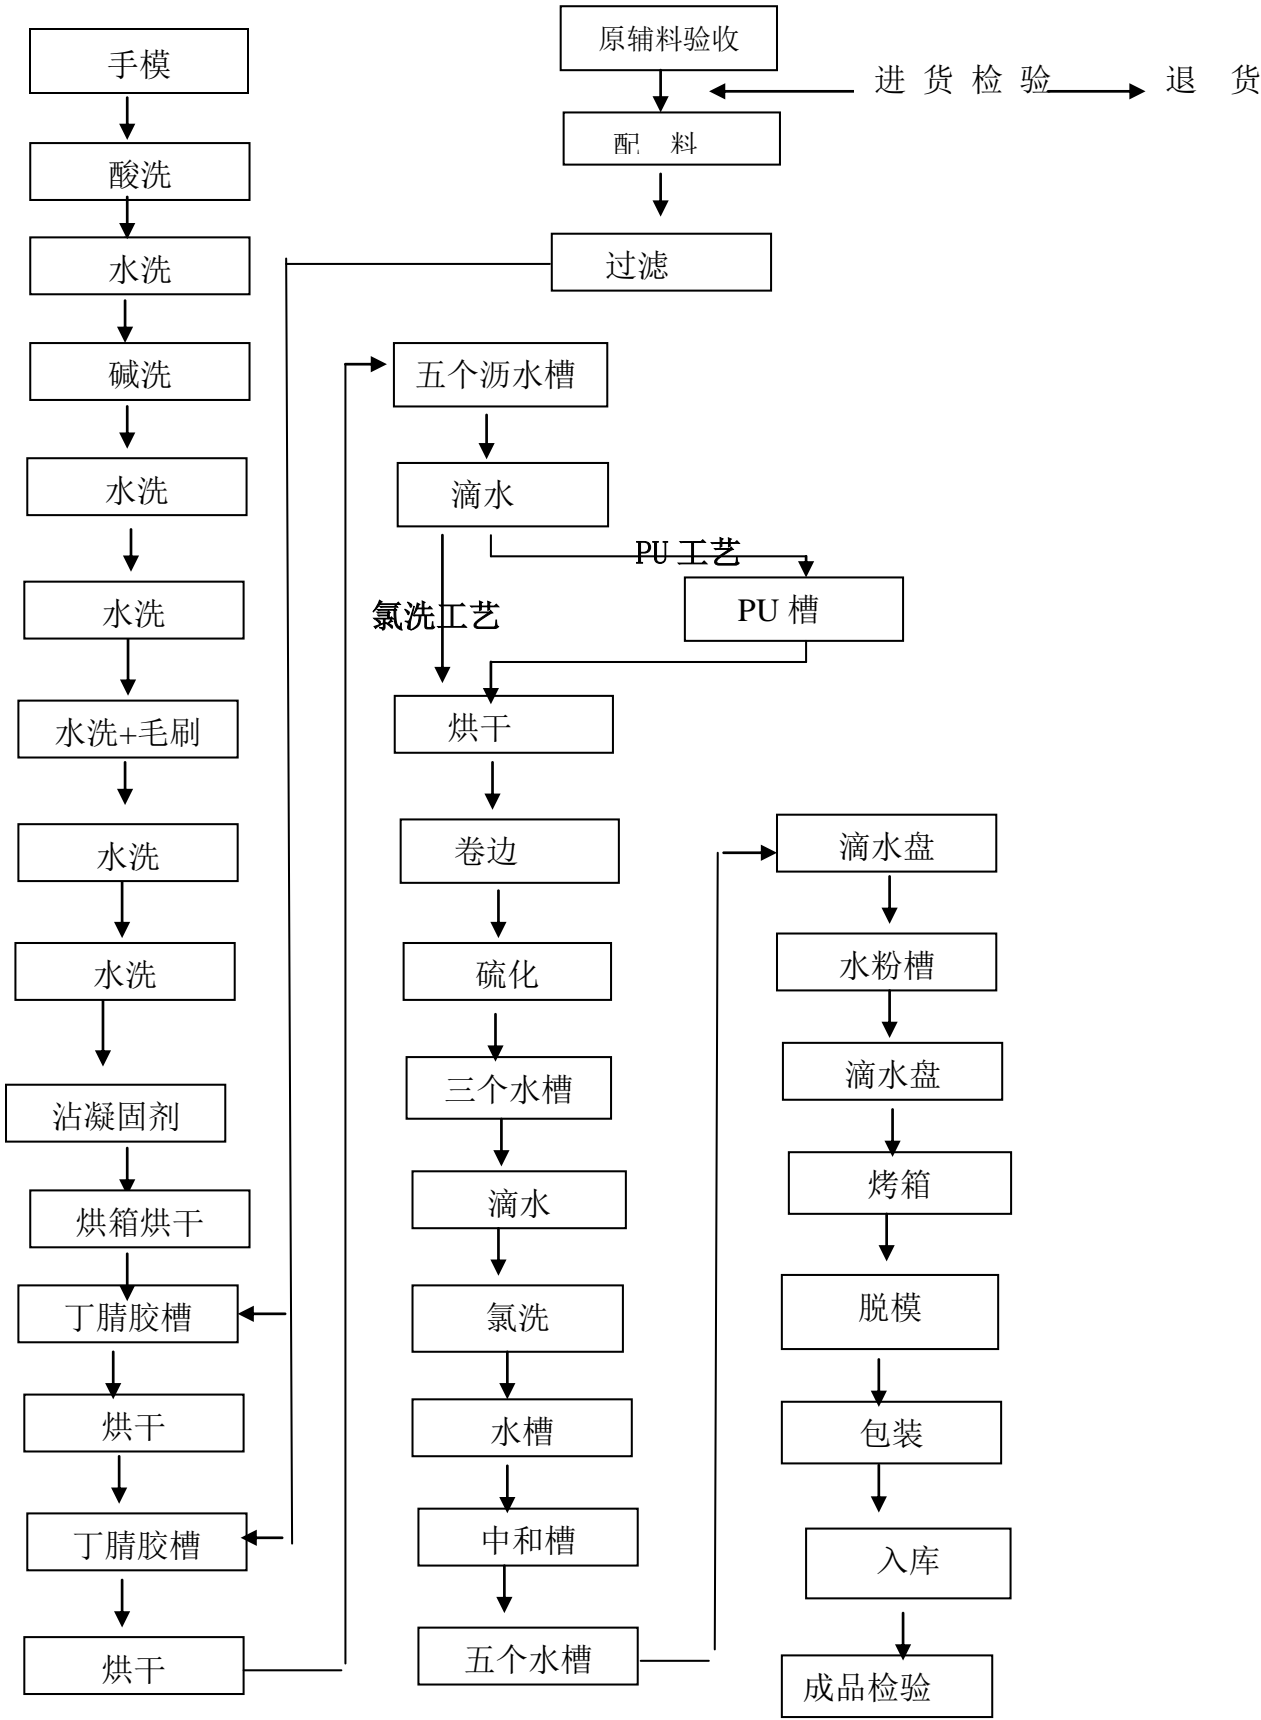 手模
酸洗
水洗
碱洗
水洗
水洗
水洗+毛刷
水洗
水洗
沾凝固剂
烘箱烘干
丁腈胶槽
烘干
丁腈胶槽
烘干
原辅料验收
进货检验
退货
配料
过滤
五个沥水槽
滴水
PU工艺
氯洗工艺
PU槽
烘干
卷边
硫化
三个水槽
滴水
氯洗
水槽
中和槽
五个水槽
滴水盘
水粉槽
滴水盘
烤箱
脱模
包装
入库
成品检验